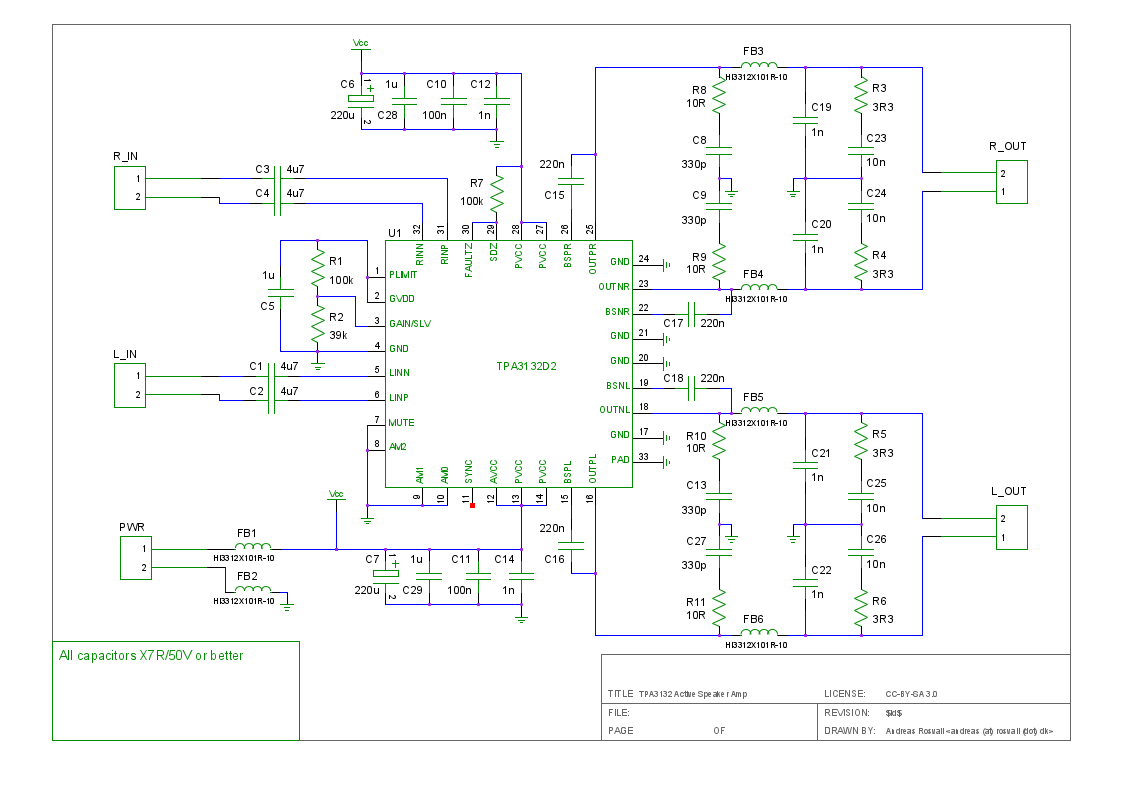 Vcc
C6
1
+
220u
2
1u
C28
C10
100n
C12
1n
FB3
HI3312X101R-10
R8
10R
C8
330p
C9
330p
R9
10R
C19
1n
C20
1n
R3
3R3
C23
10n
C24
10n
R4
3R3
R_OUT
2
1
FB4
HI3312X101R-10
R_IN
1
2
C3
4u7
C4
4u7
R7
100k
220n
C15
U1
32
31
30
29
28
27
26
25
RINN
RINP
FAULTZ
SDZ
PVCC
PVCC
BSPR
OUTPR
1u
C5
R1
100k
R2
39k
1
PLIMIT
2
GVDD
3
GAIN/SLV
4
GND
5
LINN
6
LINP
7
MUTE
8
AM2
TPA3132D2
GND
24
OUTNR
23
BSNR
22
GND
21
GND
20
BSNL
19
OUTNL
18
GND
17
PAD
33
C17
220n
C18
220n
L_IN
1
2
C1
4u7
C2
4u7
AM1
AM0
SYNC
AVCC
PVCC
PVCC
BSPL
OUTPL
9
10
11
12
13
14
15
16
220n
C16
FB5
HI3312X101R-10
R10
10R
C13
330p
C27
330p
R11
10R
C21
1n
C22
1n
R5
3R3
C25
10n
C26
10n
R6
3R3
L_OUT
2
1
FB6
HI3312X101R-10
Vcc
PWR
1
2
FB1
HI3312X101R-10
FB2
HI3312X101R-10
C7
1
+
220u
2
1u
C29
C11
100n
C14
1n
All capacitors X7R/50V or better
TITLE TPA3132 Active Speaker Amp
LICENSE: CC-BY-SA 3.0
FILE:
REVISION: $Id$
PAGE OF
DRAWN BY: Andreas Rosvall <andreas (at) rosvall (dot) dk>